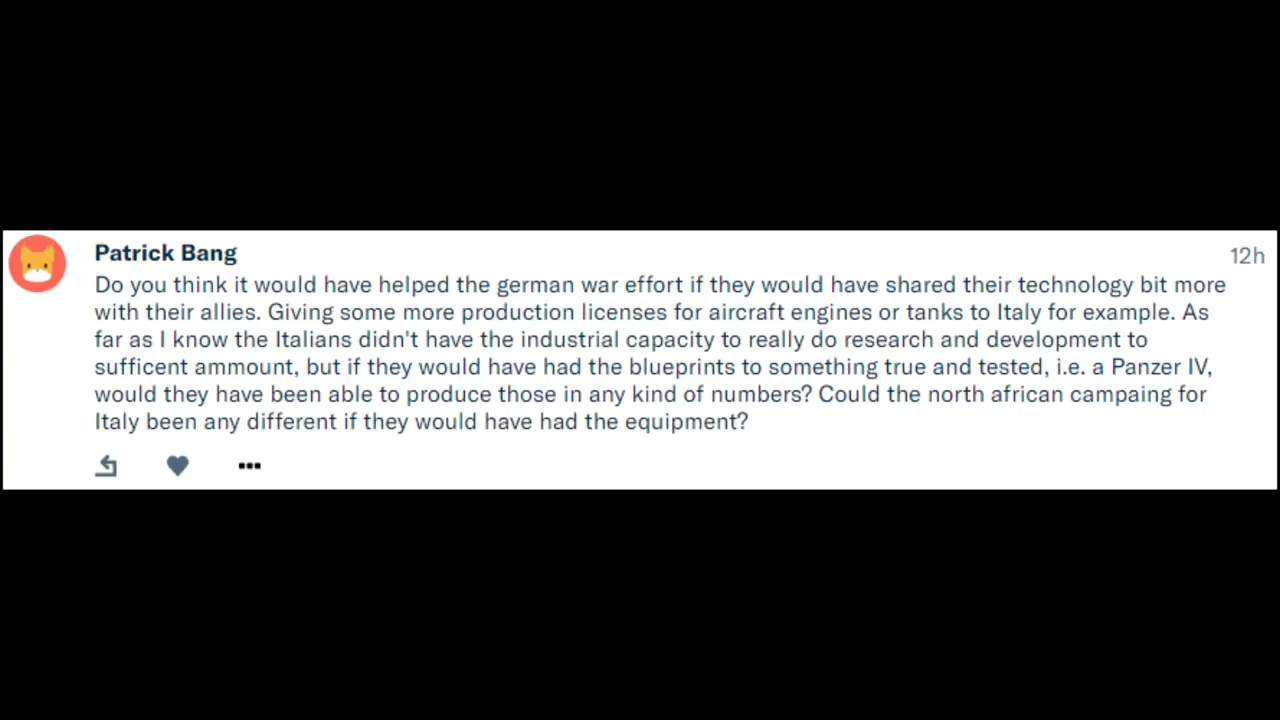 Patrick Bang
12h
Do you think it would have helped the german war effort if they would have shared their technology bit more
with their allies. Giving some more production licenses for aircraft engines or tanks to Italy for example. As
far as I know the Italians didn't have the industrial capacity to really do research and development to
sufficent ammount, but if they would have had the blueprints to something true and tested, i.e. a Panzer IV,
would they have been able to produce those in any kind of numbers? Could the north african campaing for
Italy been any different if they would have had the equipment?